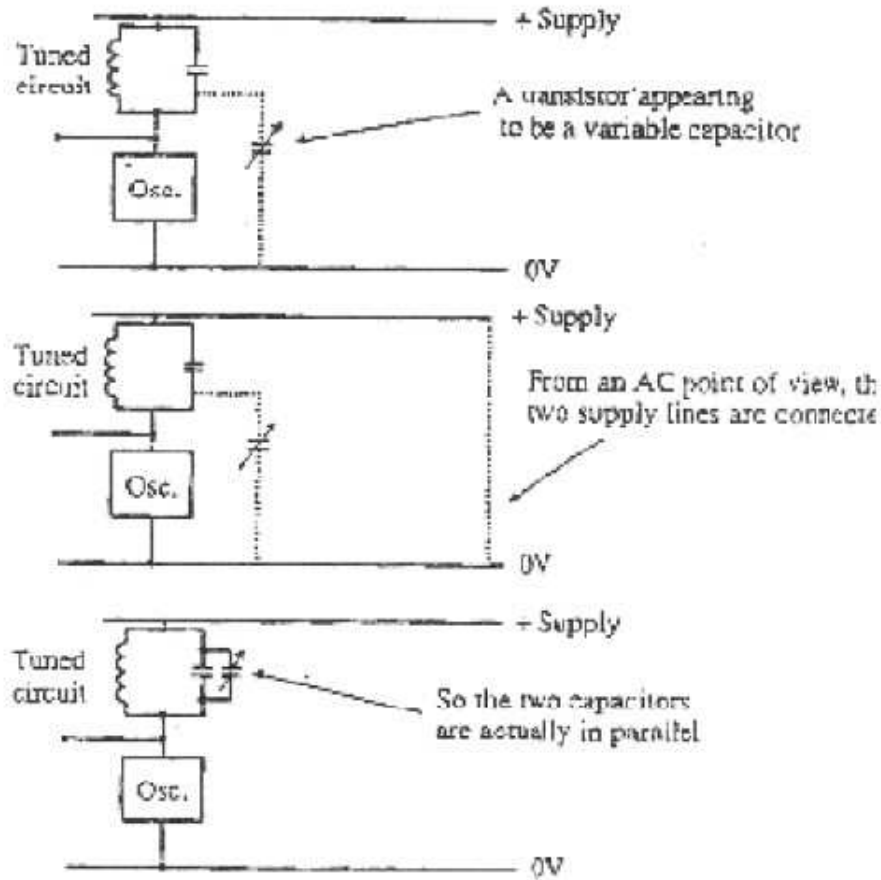 + Supply
Tuned
circuit
A transistor appearing
to be a variable capacitor
Osc.
0V
+ Supply
Tuned
circuit
From an AC point of view, th
two supply lines are connecte
Osc.
0V
+ Supply
Tuned
circuit
So the two capacitors
are actually in parallel
Osc.
0V